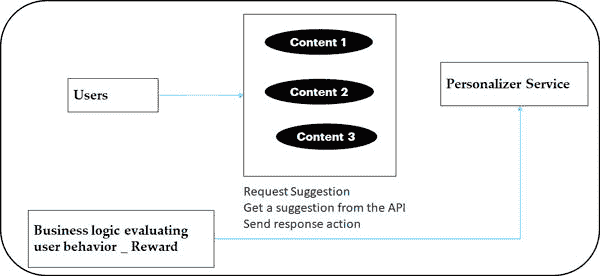 Content 1
Users
Content 2
Content 3
Personalizer Service
Request Suggestion
Get a suggestion from the API
Send response action
Business logic evaluating
user behavior _ Reward